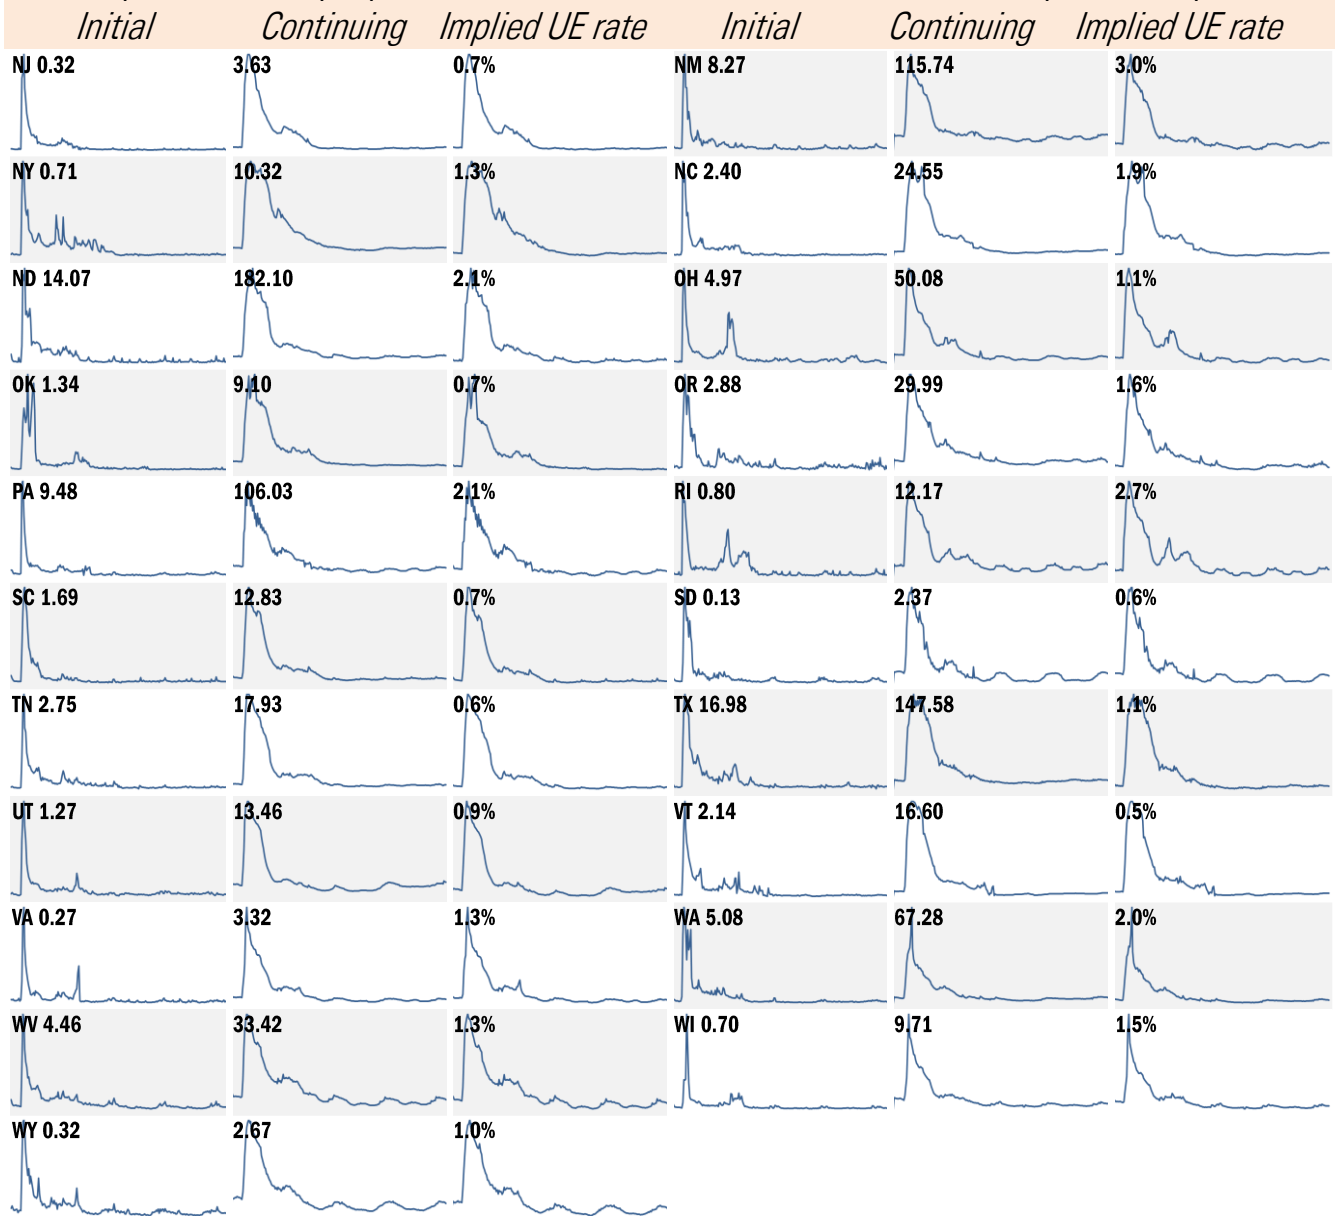 Initial Continuing Implied UE rate Initial Continuing Implied UE rate
NJ 0.32 3.63 0.7% NM 8.27 115.74 3.0%
NY 0.71 10.32 1.3% NC 2.40 24.55 1.9%
ND 14.07 182.10 2.1% OH 4.97 50.08 1.1%
OK 1.34 9.10 0.7% OR 2.88 29.99 1.6%
PA 9.48 106.03 2.1% RI 0.80 12.17 2.7%
SC 1.69 12.83 0.7% SD 0.13 2.37 0.6%
TN 2.75 17.93 0.6% TX 16.98 147.58 1.1%
UT 1.27 13.46 0.9% VT 2.14 16.60 0.5%
VA 0.27 3.32 1.3% WA 5.08 67.28 2.0%
WV 4.46 33.42 1.3% WI 0.70 9.71 1.5%
WY 0.32 2.67 1.0%